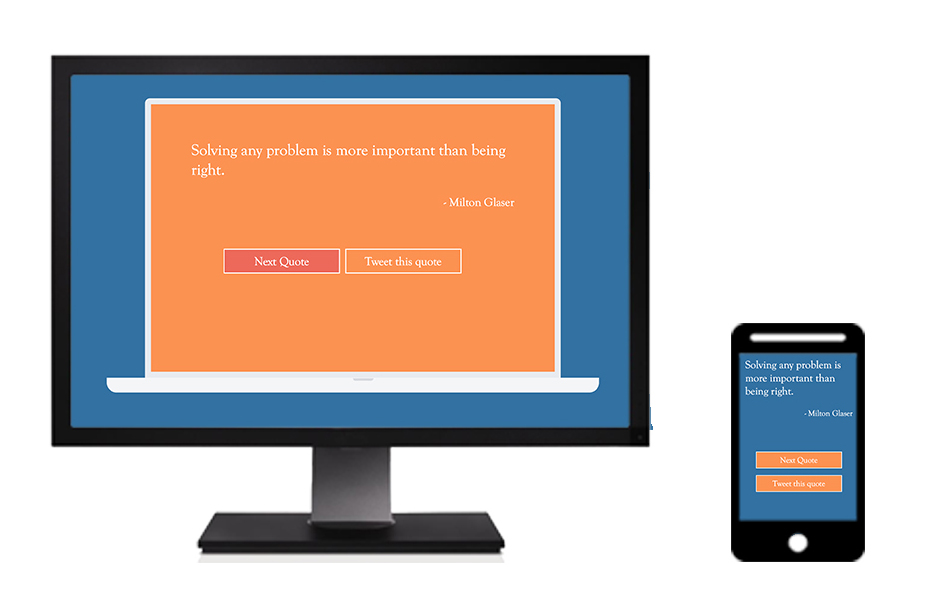 Solving any problem is more important than being
right.
- Milton Glaser
Next Quote
Tweet this quote
Solving any problem is
more important than
being right.
- Milton Glaser
Next Quote
Tweet this quote